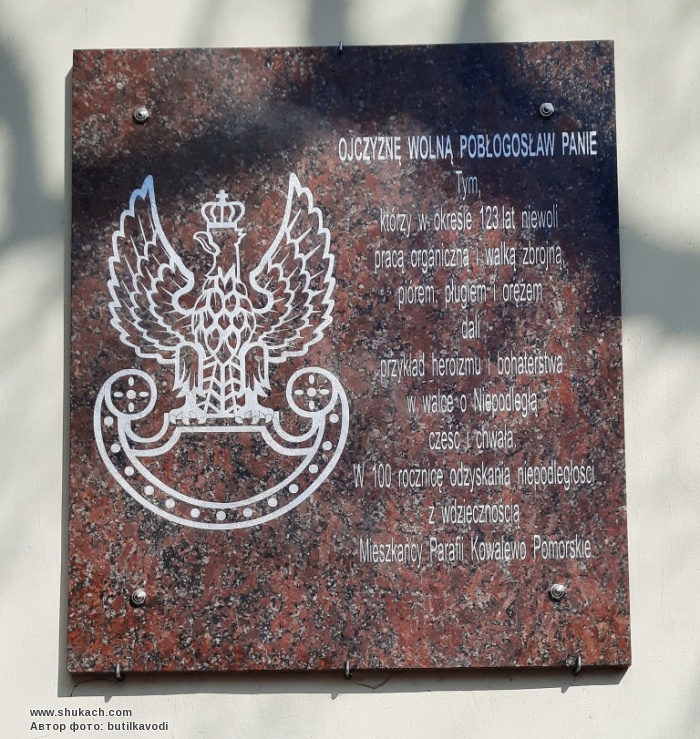 OJCZYZNĘ WOLNĄ POBŁOGOSŁAW PANIE
Tym,
którzy w okresie 123 lat niewoli
pracą organiczną i walką zbrojną,
piórem, pługiem i orężem
dali
przykład heroizmu i bohaterstwa
w walce o Niepodległą
cześć i chwała.
W 100 rocznicę odzyskania niepodległości
z wdzięcznością
Mieszkańcy Parafii Kowalewo Pomorskie
www.shukach.com
Автор фото: butilkavodi